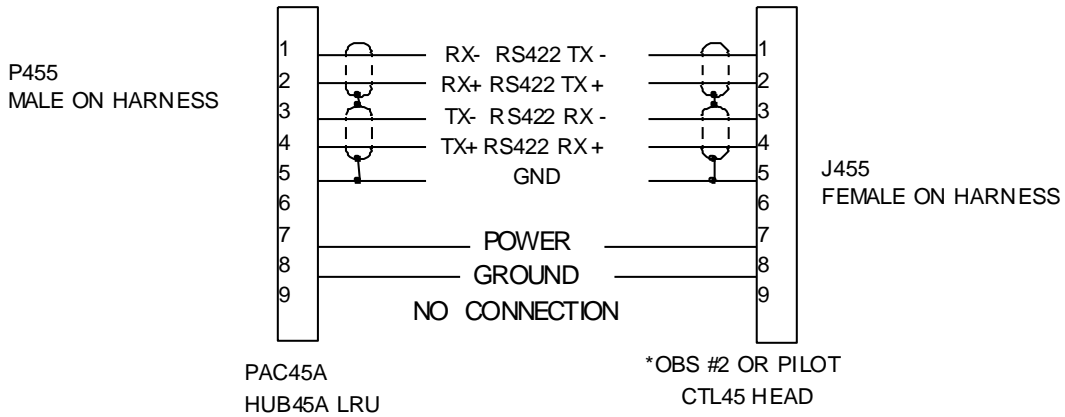 P455
MALE ON HARNESS
1
2
3
4
5
6
7
8
9
RX- RS422 TX -
RX+ RS422 TX +
TX- RS422 RX -
TX+ RS422 RX +
GND
POWER
GROUND
NO CONNECTION
1
2
3
4
5
6
7
8
9
J455
FEMALE ON HARNESS
PAC45A
HUB45A LRU
*OBS #2 OR PILOT
CTL45 HEAD